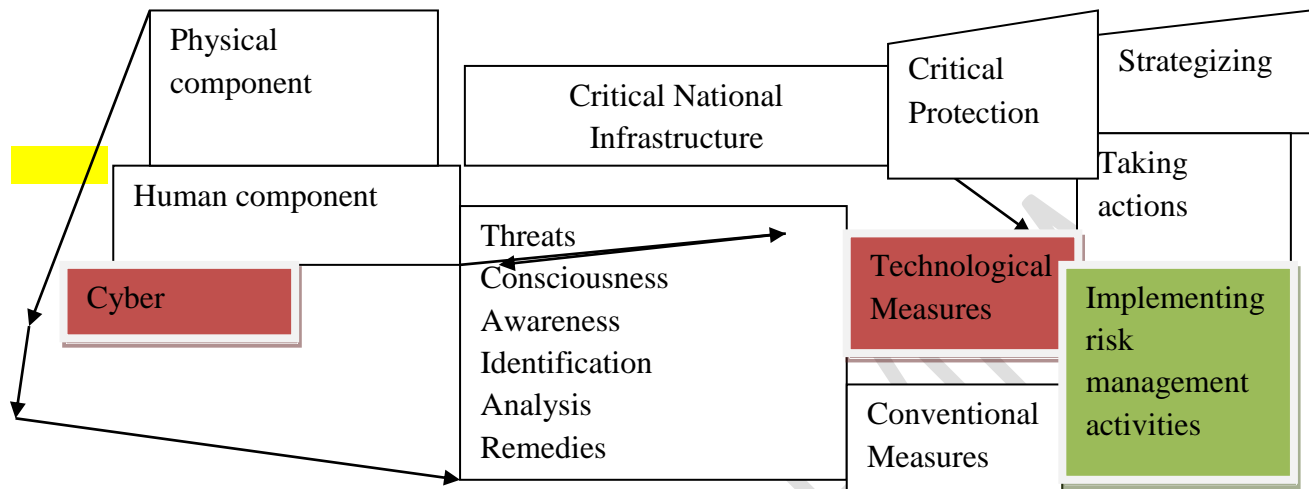 Physical
component
Human component
Cyber
Critical National
Infrastructure
Threats
Consciousness
Awareness
Identification
Analysis
Remedies
Critical
Protection
Technological
Measures
Conventional
Measures
Strategizing
Taking
actions
Implementing
risk
management
activities